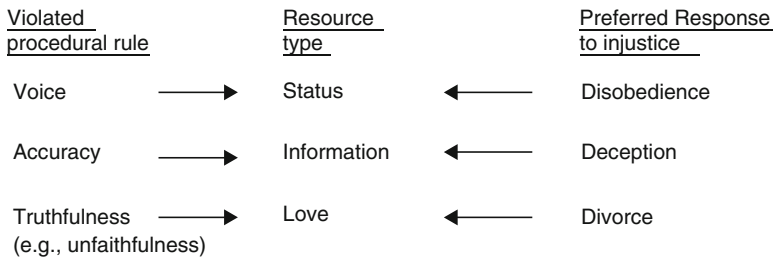 Violated procedural rule
Resource type
Preferred Response to injustice
Voice
Status
Disobedience
Accuracy
Information
Deception
Truthfulness
Love
Divorce
(e.g., unfaithfulness)